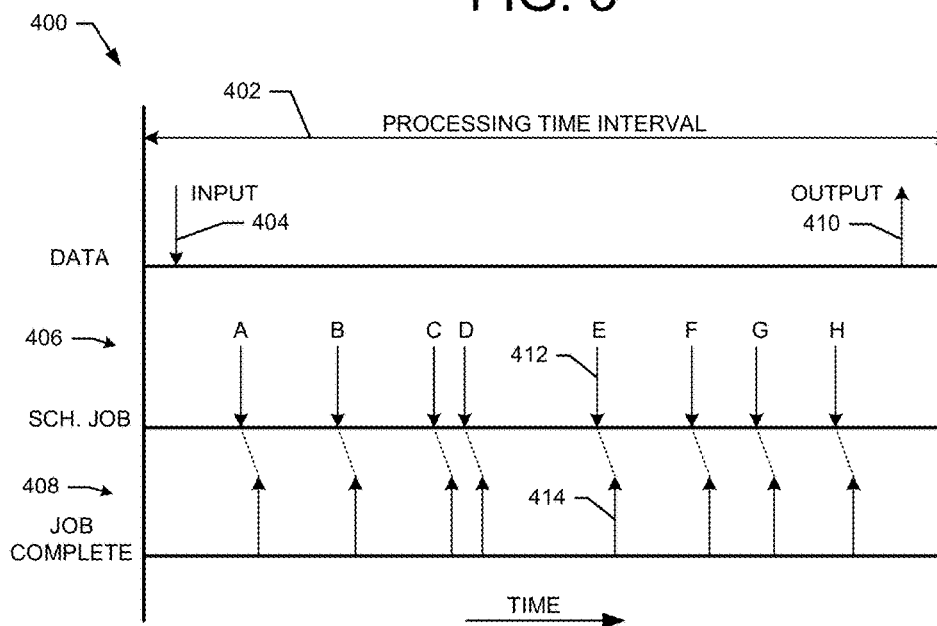 400
402
PROCESSING TIME INTERVAL
INPUT
OUTPUT
404
410
DATA
A B C D E F G H
406
412
SCH. JOB
408
414
JOB
COMPLETE
TIME